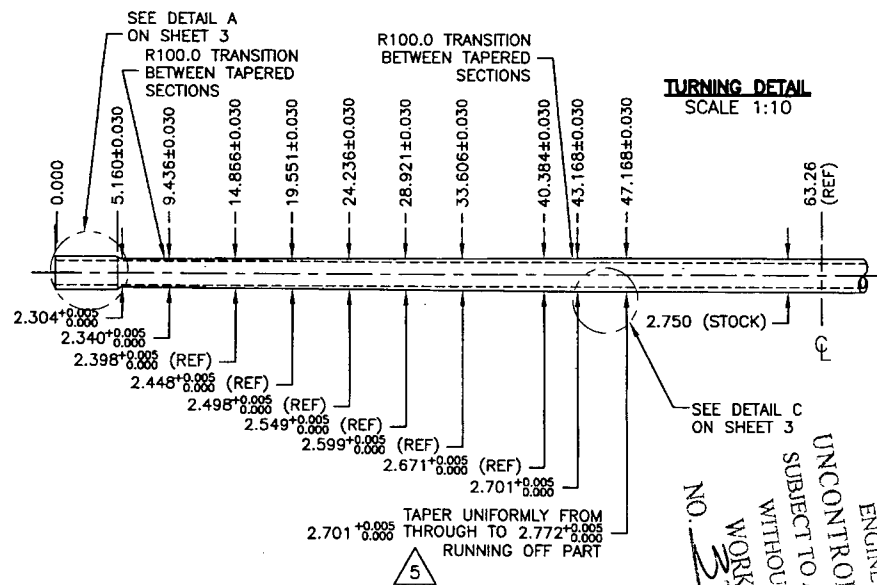 SEE DETAIL A
ON SHEET 3
R100.0 TRANSITION
BETWEEN TAPERED
SECTIONS
R100.0 TRANSITION
BETWEEN TAPERED
SECTIONS
TURNING DETAIL
SCALE 1:10
0.000
5.160±0.030
9.436±0.030
14.866±0.030
19.551±0.030
24.236±0.030
28.921±0.030
33.606±0.030
40.384±0.030
43.168±0.030
47.168±0.030
63.26
(REF)
2.304 +0.005 0.000
2.340 +0.005 0.000
2.398 +0.005 0.000 (REF)
2.448 +0.005 0.000 (REF)
2.498 +0.005 0.000 (REF)
2.549 +0.005 0.000 (REF)
2.599 +0.005 0.000 (REF)
2.671 +0.005 0.000 (REF)
2.701 +0.005 0.000
2.750 (STOCK)
SEE DETAIL C
ON SHEET 3
TAPER UNIFORMLY FROM
2.701 +0.005 0.000 THROUGH TO 2.772 +0.005 0.000
RUNNING OFF PART
5
ENGINE
UNCONTROL
SUBJECT TO
WITHOU
WORK
NO.